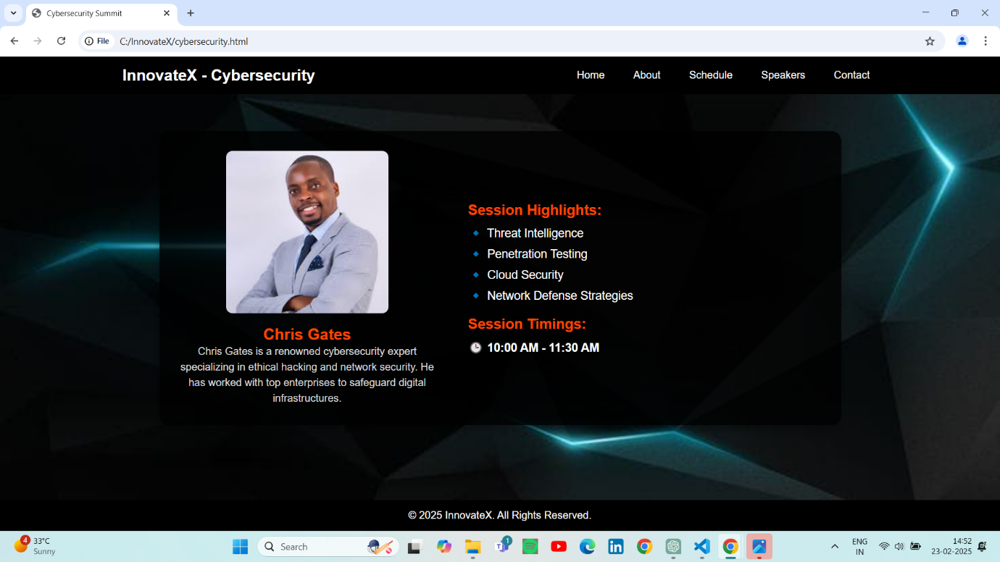 Cybersecurity Summit
File C:/InnovateX/cybersecurity.html
InnovateX - Cybersecurity Home About Schedule Speakers Contact
Chris Gates
Chris Gates is a renowned cybersecurity expert
specializing in ethical hacking and network security. He
has worked with top enterprises to safeguard digital
infrastructures.
Session Highlights:
Threat Intelligence
Penetration Testing
Cloud Security
Network Defense Strategies
Session Timings:
10:00 AM - 11:30 AM
© 2025 InnovateX. All Rights Reserved.
4
33°C
Sunny
Search
1
ENG
IN
14:52
23-02-2025